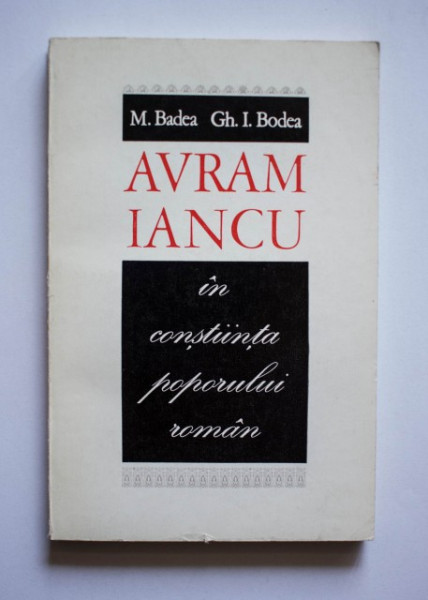 M. Badea Gh. I. Bodea
AVRAM
IANCU
în
conștiința
poporului
român